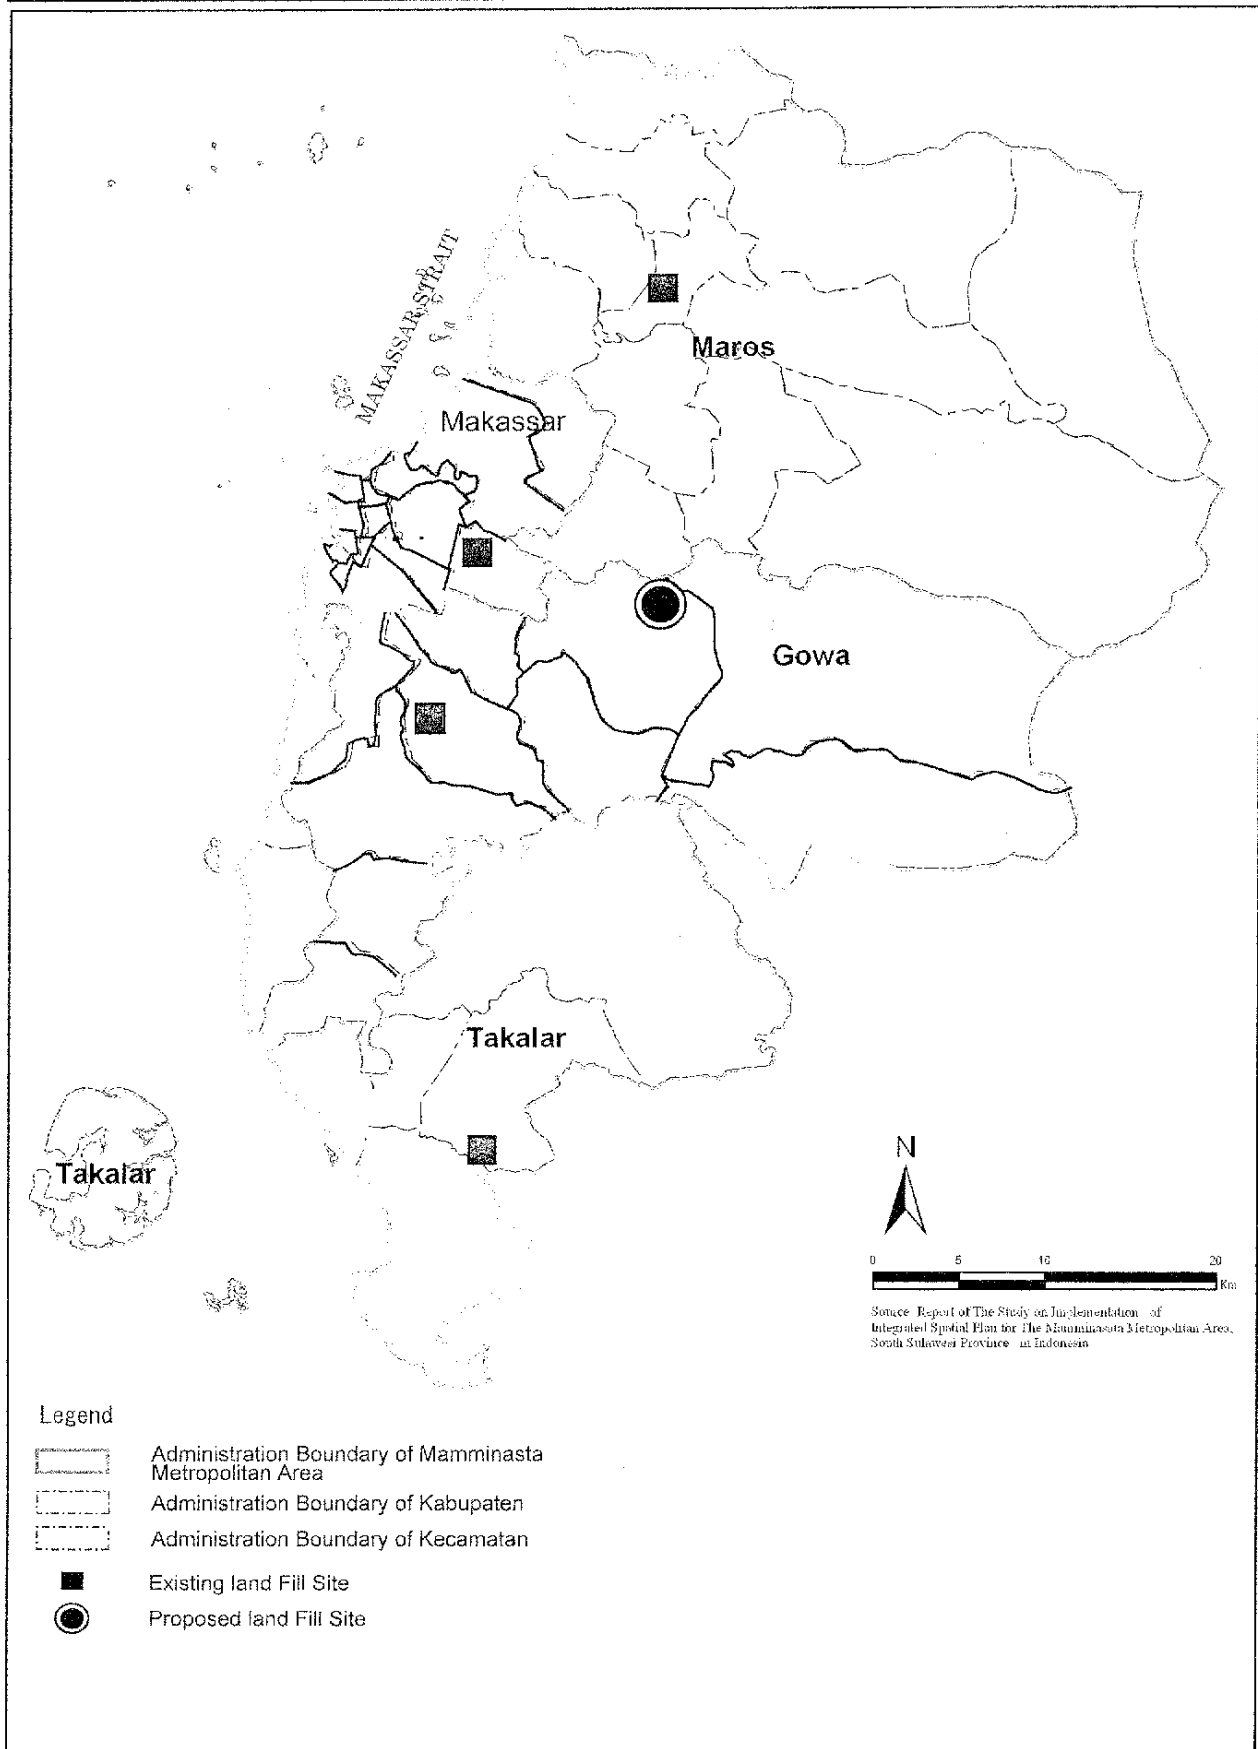 MAKASSAR STRAIT
Maros
Makassar
Gowa
Takalar
Takalar
N
0 5 10 20
Km
Source Report of The Study on Implementation of
Integrated Spatial Plan for The Mamminasata Metropolitan Area,
South Sulawesi Province in Indonesia
Legend
Administration Boundary of Mamminasta
Metropolitan Area
Administration Boundary of Kabupaten
Administration Boundary of Kecamatan
Existing land Fill Site
Proposed land Fill Site